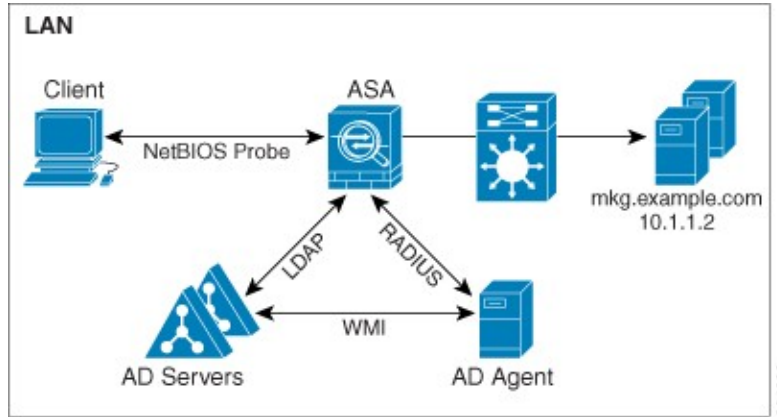 LAN
Client
ASA
NetBIOS Probe
mkg.example.com
10.1.1.2
LDAP
RADIUS
WMI
AD Servers
AD Agent